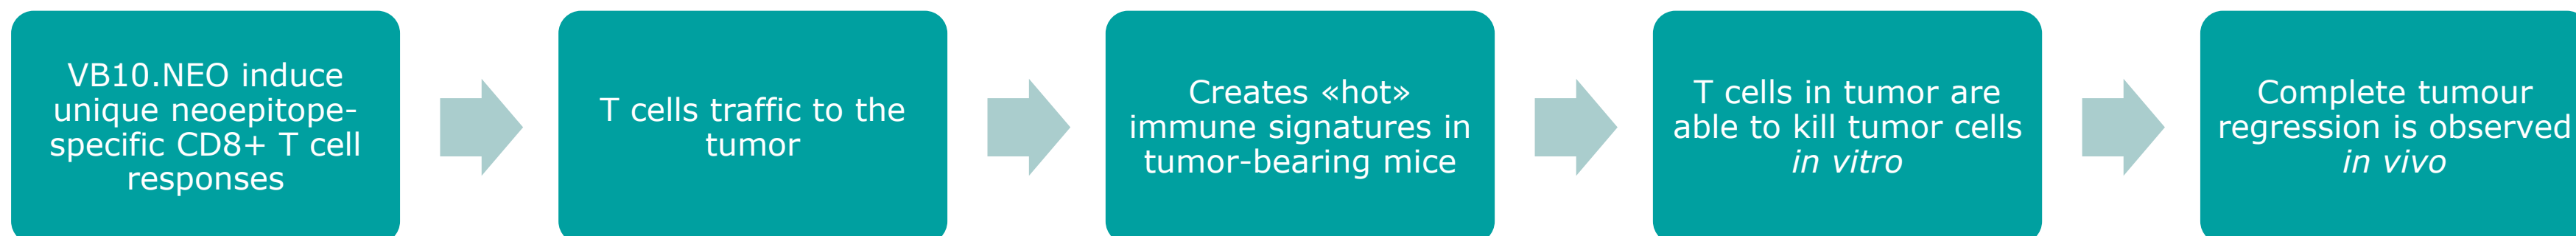 VB10.NEO induce
unique neoepitope-
specific CD8+ T cell
responses
T cells traffic to the
tumor
Creates «hot»
immune signatures in
tumor-bearing mice
T cells in tumor are
able to kill tumor cells
in vitro
Complete tumour
regression is observed
in vivo